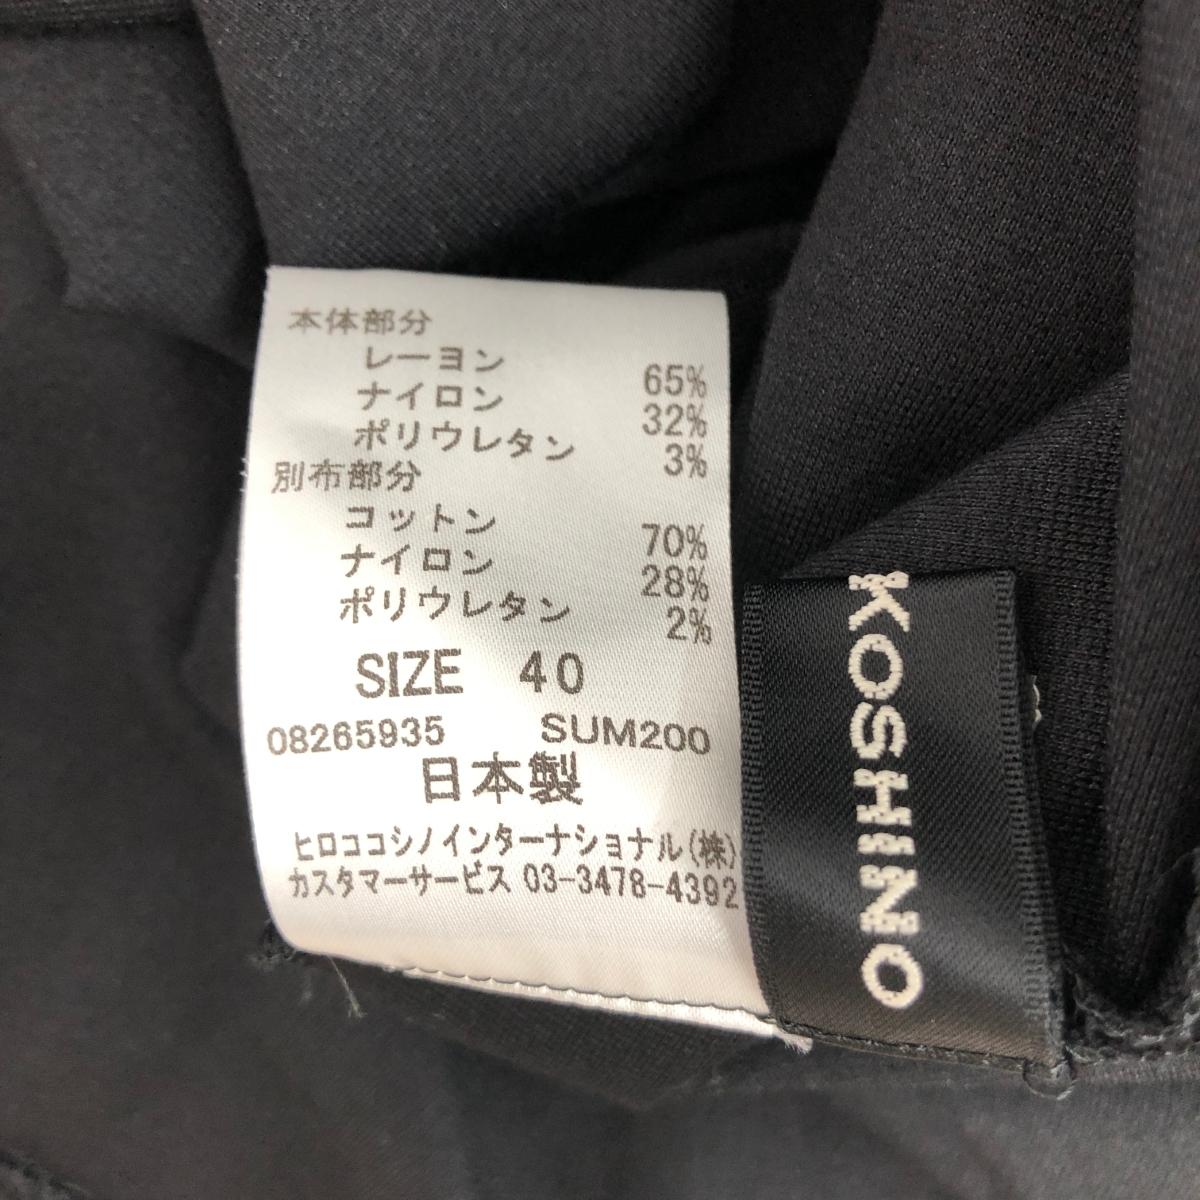 本体部分
レーヨン 65%
ナイロン 32%
ポリウレタン 3%
別布部分
コットン 70%
ナイロン 28%
ポリウレタン 2%
SIZE 40
08265935 SUM200
日本製
ヒロココシノインターナショナル(株)
カスタマーサービス 03-3478-4392
KOSHINO